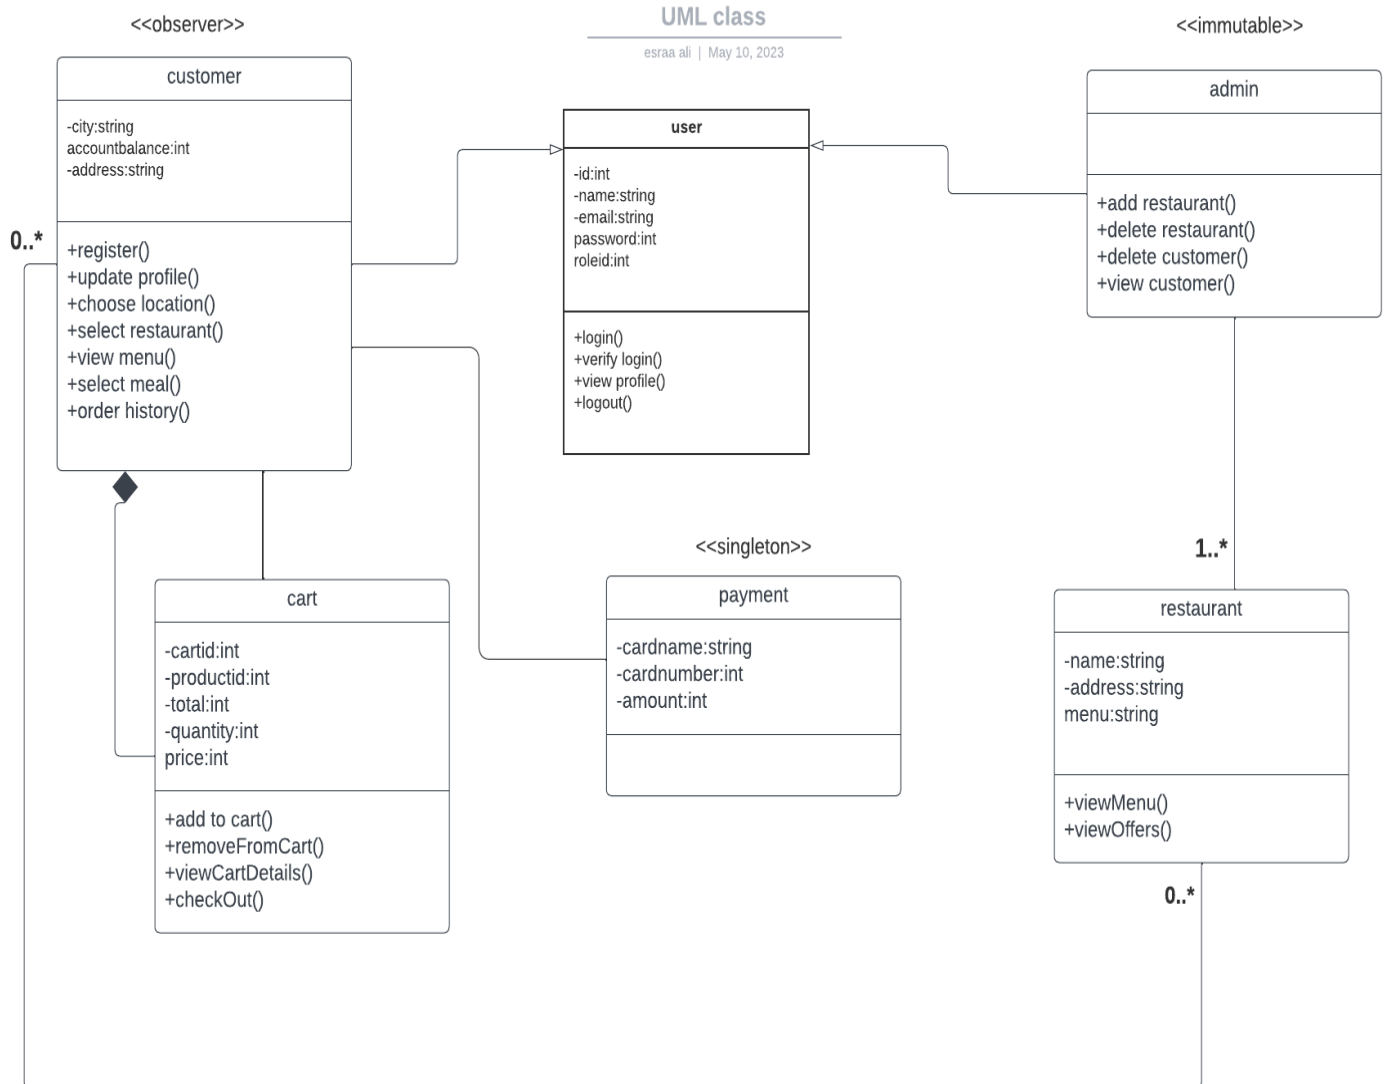 UML class
esraa ali | May 10, 2023
<<observer>>
customer
-city:string
accountbalance:int
-address:string
+register()
+update profile()
+choose location()
+select restaurant()
+view menu()
+select meal()
+order history()
0..*
user
-id:int
-name:string
-email:string
password:int
roleid:int
+login()
+verify login()
+view profile()
+logout()
<<immutable>>
admin
+add restaurant()
+delete restaurant()
+delete customer()
+view customer()
1..*
cart
-cartid:int
-productid:int
-total:int
-quantity:int
price:int
+add to cart()
+removeFromCart()
+viewCartDetails()
+checkOut()
<<singleton>>
payment
-cardname:string
-cardnumber:int
-amount:int
restaurant
-name:string
-address:string
menu:string
+viewMenu()
+viewOffers()
0..*